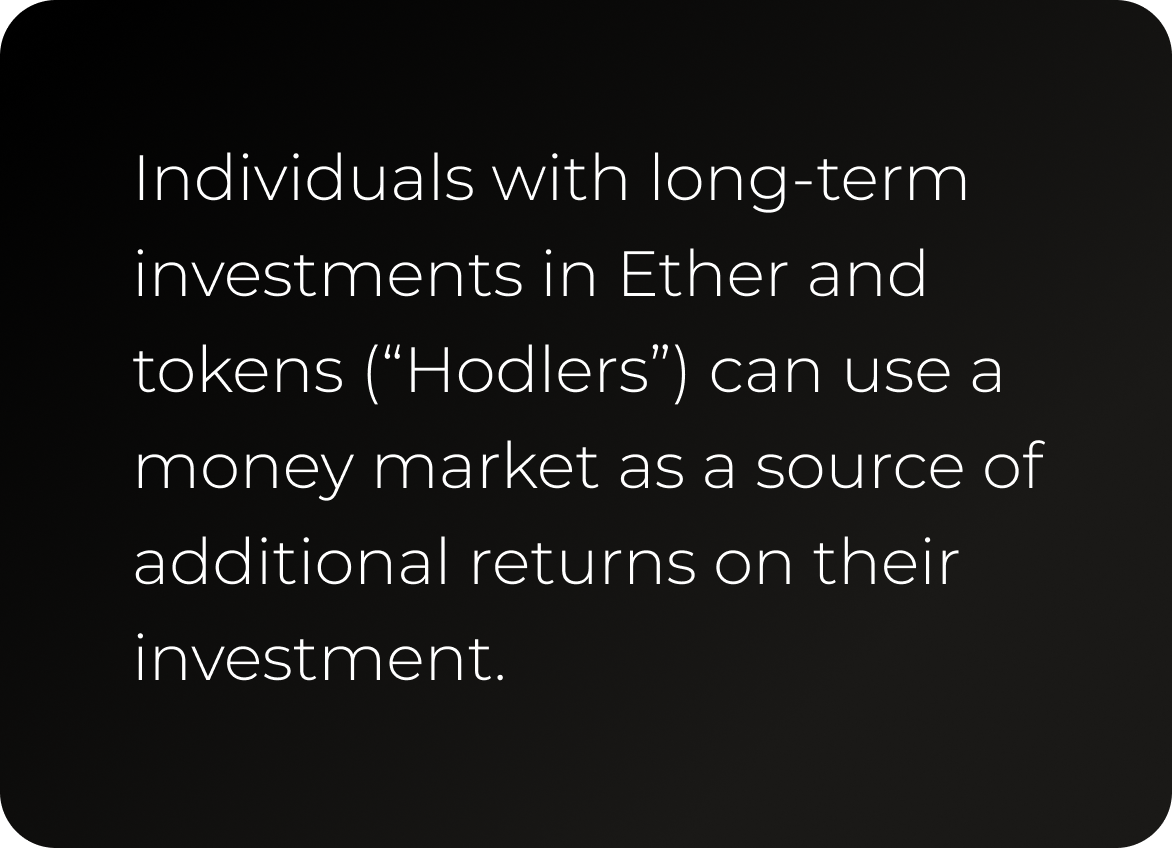 Individuals with long-term
investments in Ether and
tokens (“Hodlers”) can use a
money market as a source of
additional returns on their
investment.